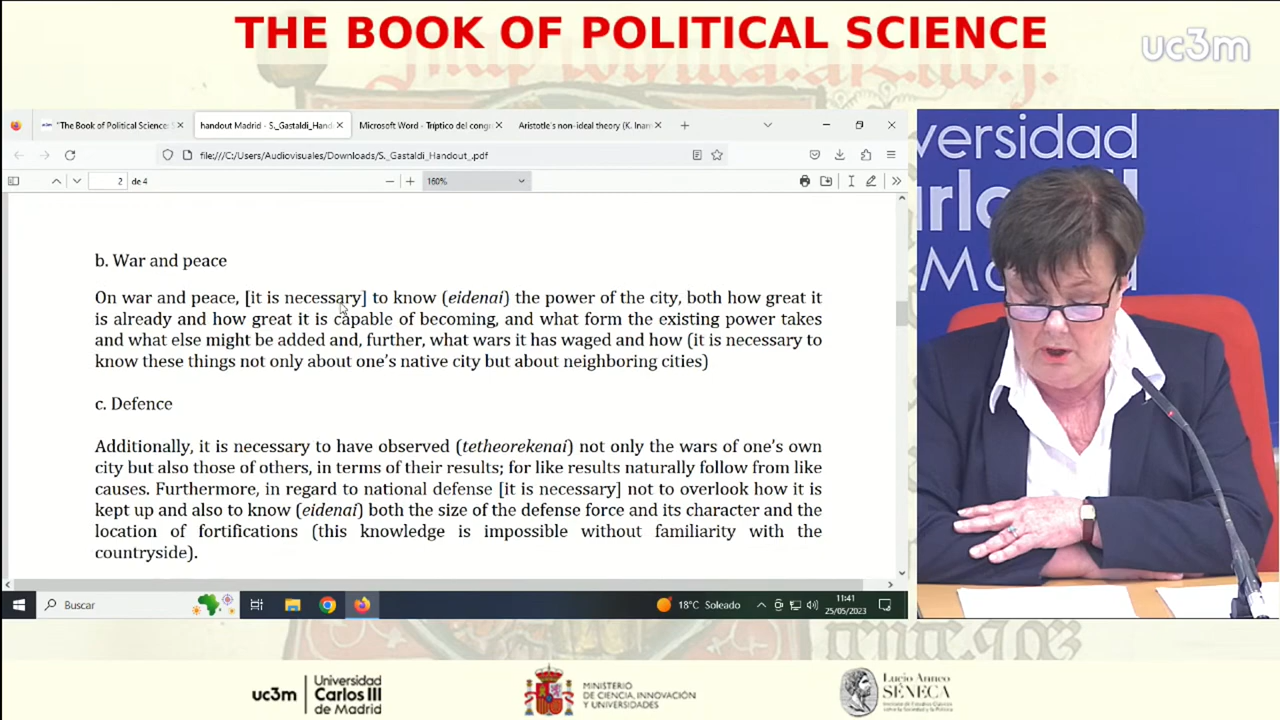 THE BOOK OF POLITICAL SCIENCE
uc3m
"The Book of Political Science:
handout Madrid - S._Gastaldi_Hand
Microsoft Word - Tríptico del cong
Aristotle's non-ideal theory (K. Inam
file:///C:/Users/Audiovisuales/Downloads/S._Gastaldi_Handout_.pdf
2 de 4
160%
b. War and peace
On war and peace, [it is necessary] to know (eidenai) the power of the city, both how great it
is already and how great it is capable of becoming, and what form the existing power takes
and what else might be added and, further, what wars it has waged and how (it is necessary to
know these things not only about one's native city but about neighboring cities)
c. Defence
Additionally, it is necessary to have observed (tetheorekenai) not only the wars of one's own
city but also those of others, in terms of their results; for like results naturally follow from like
causes. Furthermore, in regard to national defense [it is necessary] not to overlook how it is
kept up and also to know (eidenai) both the size of the defense force and its character and the
location of fortifications (this knowledge is impossible without familiarity with the
countryside).
Buscar
18°C Soleado
11:41
25/05/2023
versidad
arlos III
Ma
uc3m
Universidad
Carlos III
de Madrid
MINISTERIO
DE CIENCIA, INNOVACIÓN
Y UNIVERSIDADES
Lucio Anneo
SÉNECA